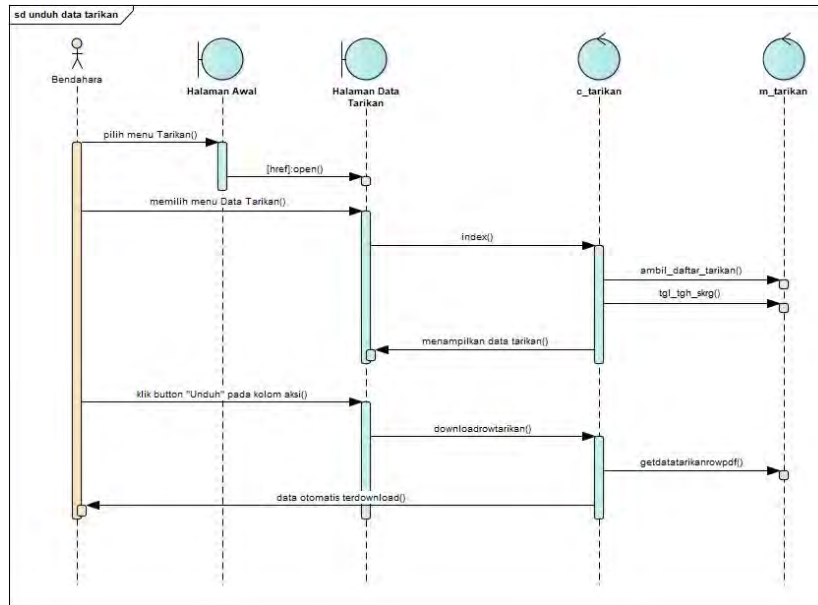 sd unduh data tarikan
Bendahara
Halaman Awal
Halaman Data
Tarikan
c_tarikan
m_tarikan
pilih menu Tarikan()
[href]:open()
memilih menu Data Tarikan()
index()
ambil_daftar_tarikan()
tgl_tgh_skrg()
menampilkan data tarikan()
klik button "Unduh" pada kolom aksi()
downloadrowtarikan()
getdatatarikanrowpdf()
data otomatis terdownload()